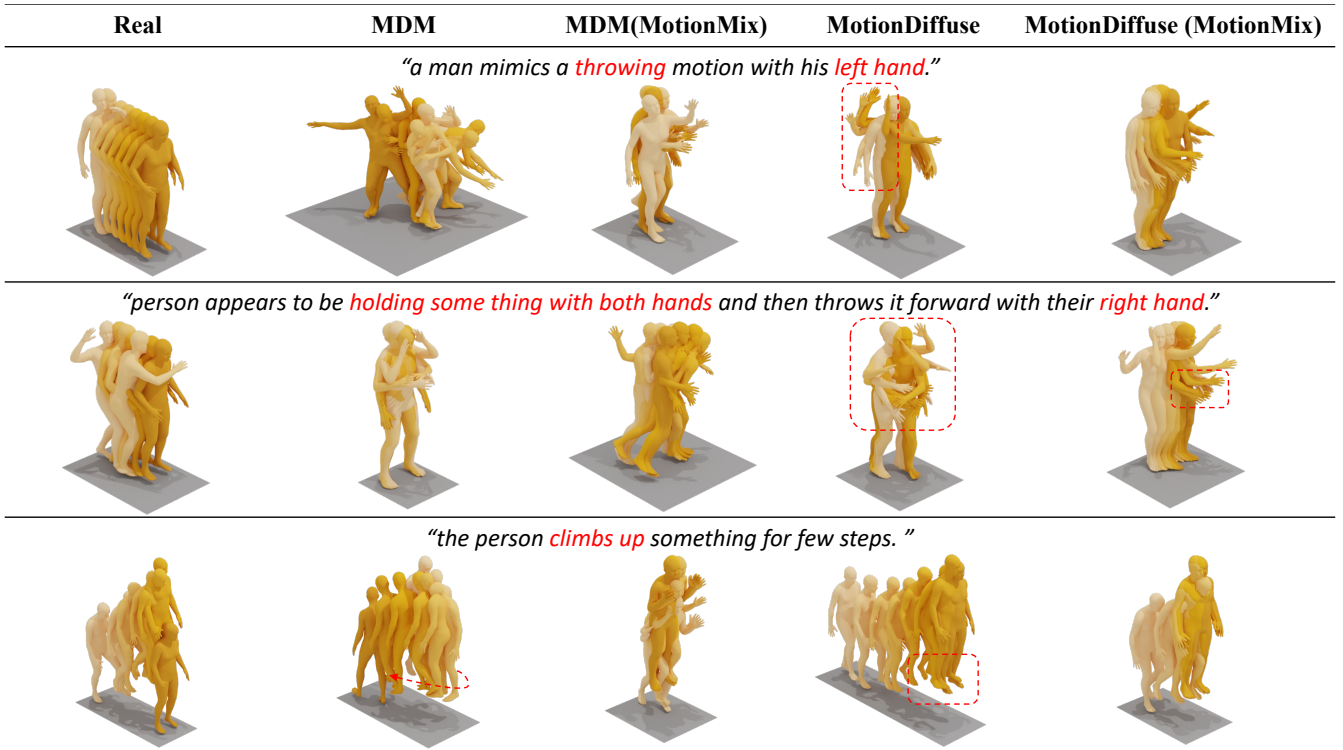 Real MDM MDM(MotionMix) MotionDiffuse MotionDiffuse (MotionMix)
“a man mimics a throwing motion with his left hand.”
“person appears to be holding some thing with both hands and then throws it forward with their right hand.”
“the person climbs up something for few steps. ”